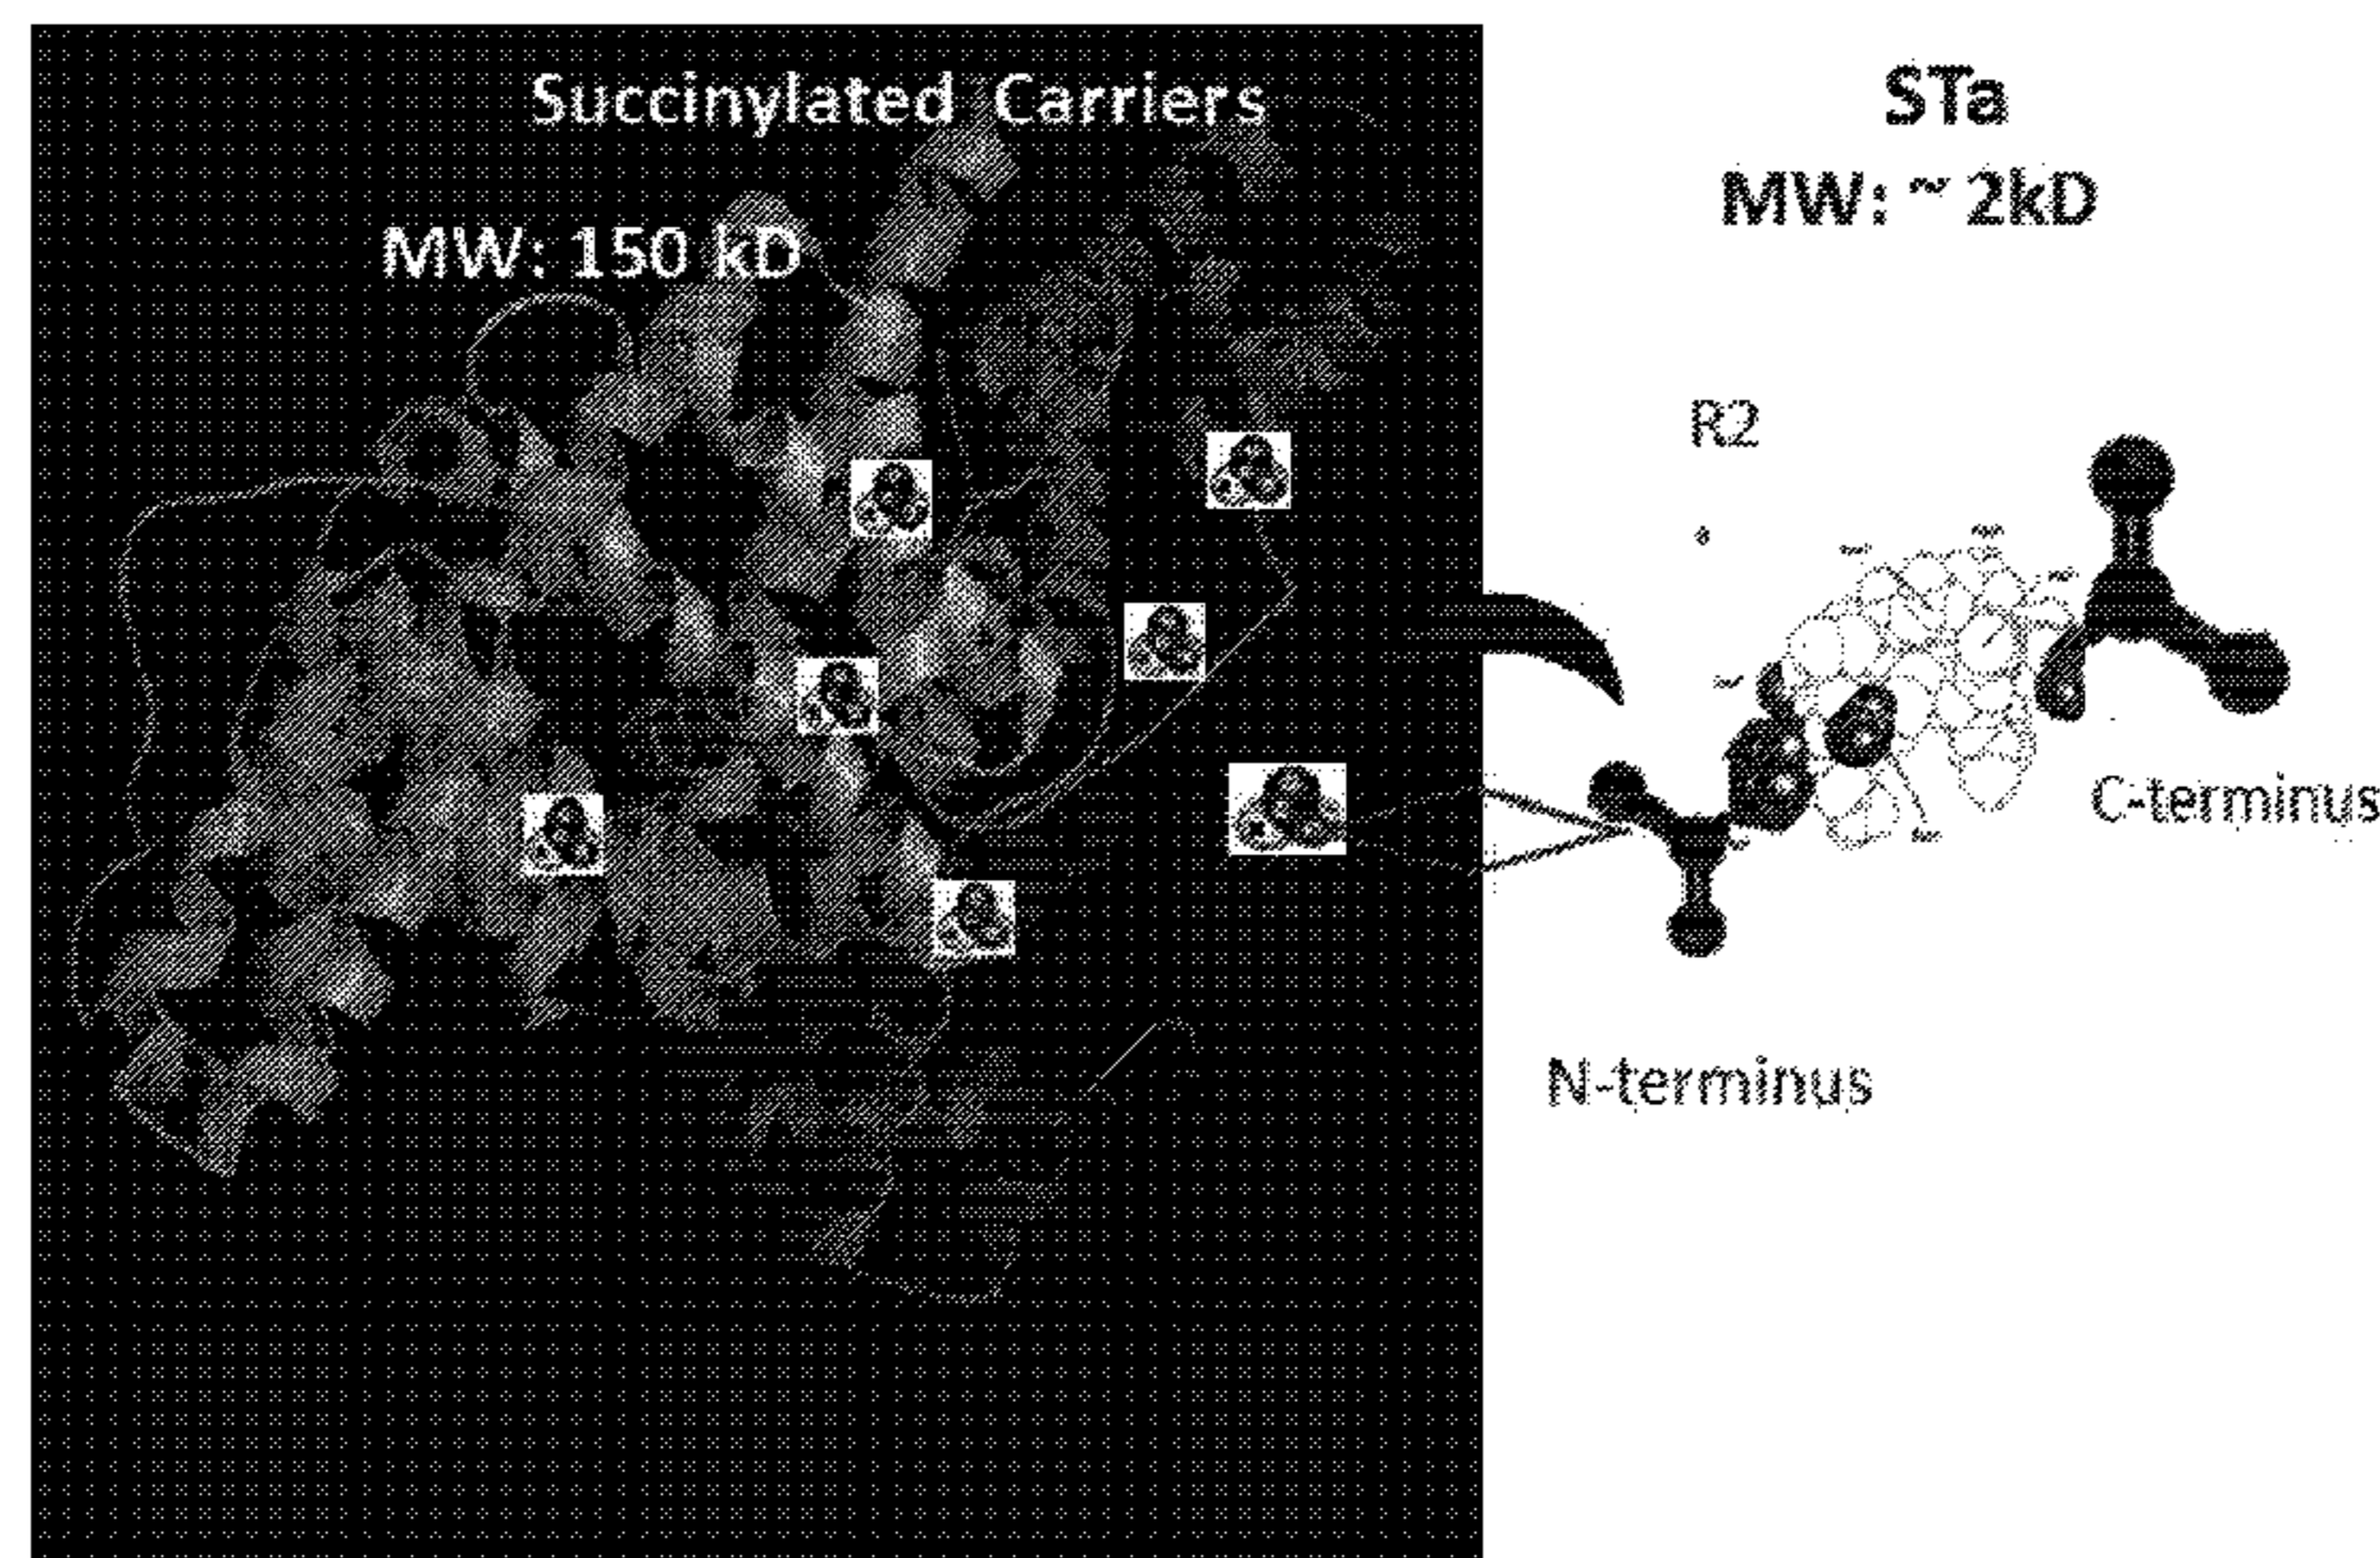 Succinylated Carriers
MW: 150 kD
STa
MW: ~ 2kD
R2
C-terminus
N-terminus